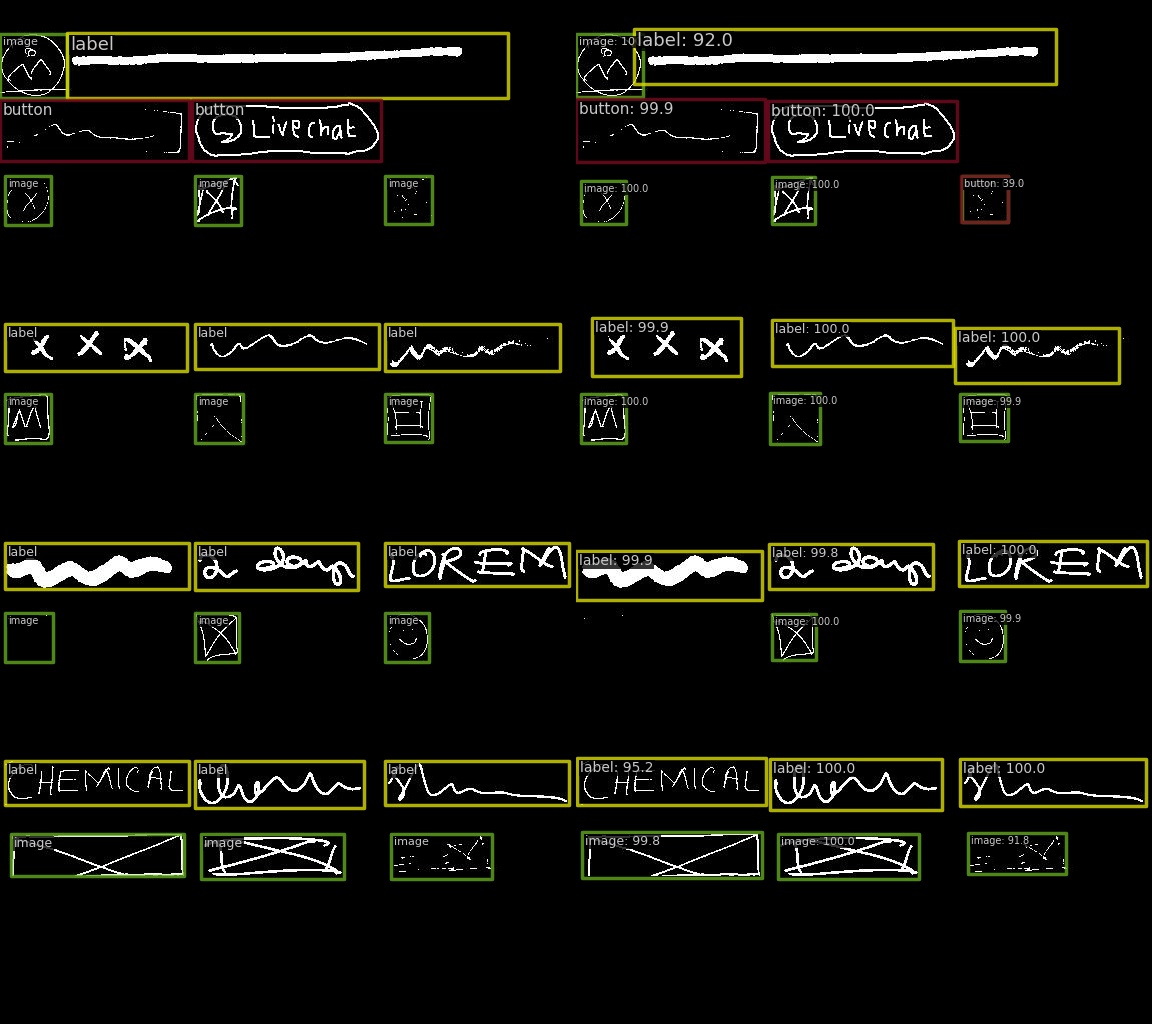 image label image: 10 label: 92.0
button button button: 99.9 button: 100.0
Livechat Livechat
image image image image: 100.0 image: 100.0 button: 39.0
label label label label: 99.9 label: 100.0 label: 100.0
x x x x x x
image image image image: 100.0 image: 100.0 image: 99.9
M M
label label label label: 99.9 label: 99.8 label: 100.0
LOREM LOREM
image image image image: 100.0 image: 99.9
label label label label: 95.2 label: 100.0 label: 100.0
CHEMICAL CHEMICAL
image image image image: 99.8 image: 100.0 image: 91.8